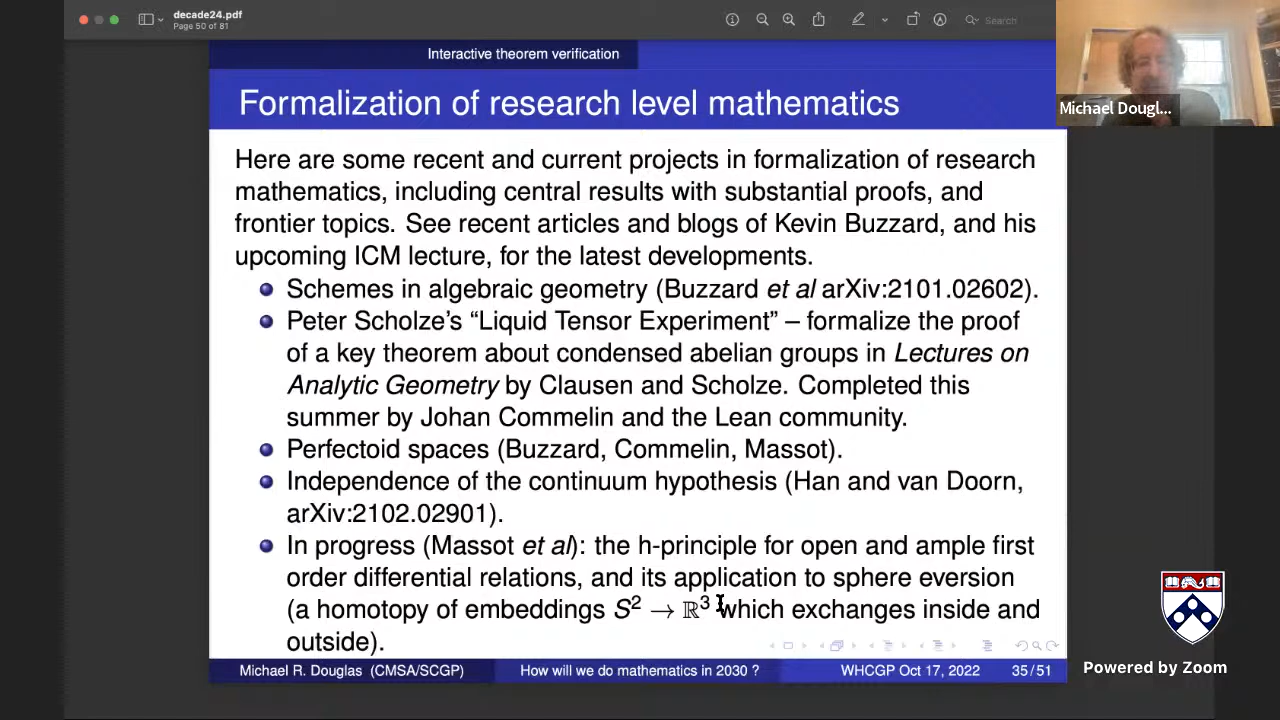 decade24.pdf
Page 50 of 81
Search
Interactive theorem verification
Formalization of research level mathematics
Michael Dougl...
Here are some recent and current projects in formalization of research
mathematics, including central results with substantial proofs, and
frontier topics. See recent articles and blogs of Kevin Buzzard, and his
upcoming ICM lecture, for the latest developments.
Schemes in algebraic geometry (Buzzard et al arXiv:2101.02602).
Peter Scholze's “Liquid Tensor Experiment” – formalize the proof
of a key theorem about condensed abelian groups in Lectures on
Analytic Geometry by Clausen and Scholze. Completed this
summer by Johan Commelin and the Lean community.
Perfectoid spaces (Buzzard, Commelin, Massot).
Independence of the continuum hypothesis (Han and van Doorn,
arXiv:2102.02901).
In progress (Massot et al): the h-principle for open and ample first
order differential relations, and its application to sphere eversion
(a homotopy of embeddings S² → ℝ³ which exchanges inside and
outside).
Michael R. Douglas (CMSA/SCGP) How will we do mathematics in 2030 ? WHCGP Oct 17, 2022 35/51
Powered by Zoom